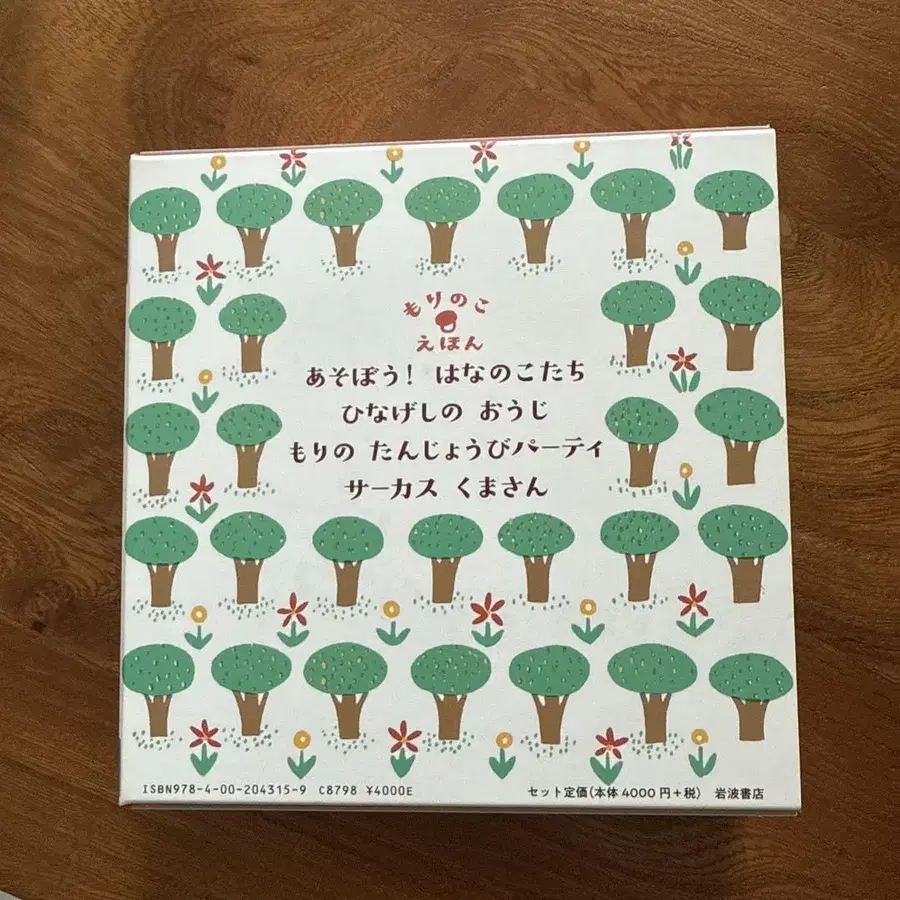 もりのこ
えほん
あそぼう! はなのこたち
ひなげしの おうじ
もりの たんじょうびパーティ
サーカス くまさん
ISBN978-4-00-204315-9 C8798 ¥4000E
セット定価(本体4000円+税) 岩波書店